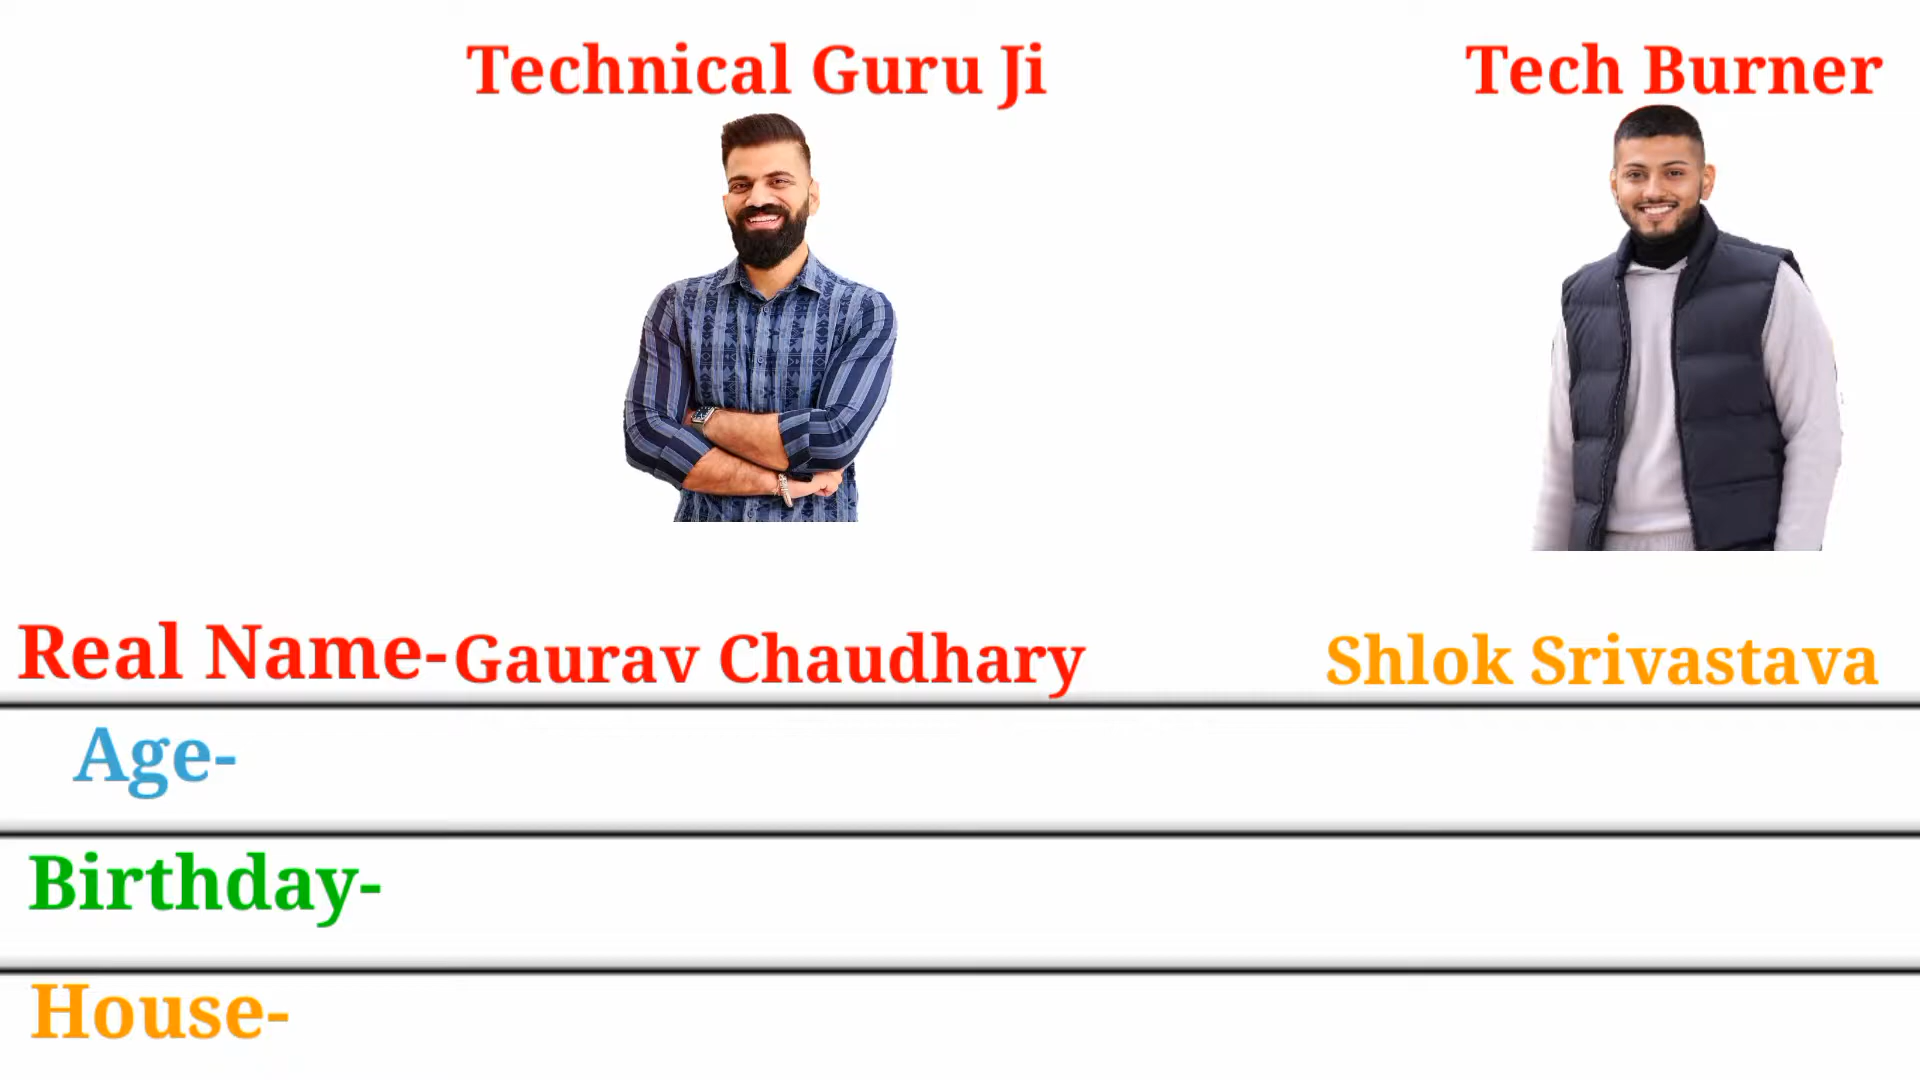 Technical Guru Ji
Tech Burner
Real Name- Gaurav Chaudhary
Shlok Srivastava
Age-
Birthday-
House-